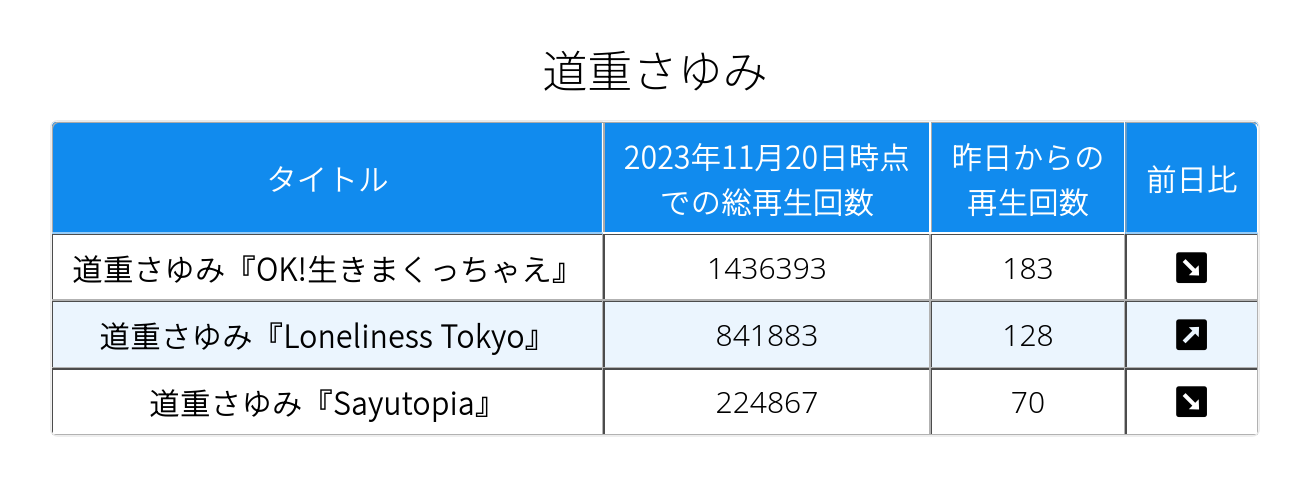 道重さゆみ
タイトル
2023年11月20日時点
での総再生回数
昨日からの
再生回数
前日比
道重さゆみ『OK!生きまくっちゃえ』 1436393 183 ↘
道重さゆみ『Loneliness Tokyo』 841883 128 ↗
道重さゆみ『Sayutopia』 224867 70 ↘